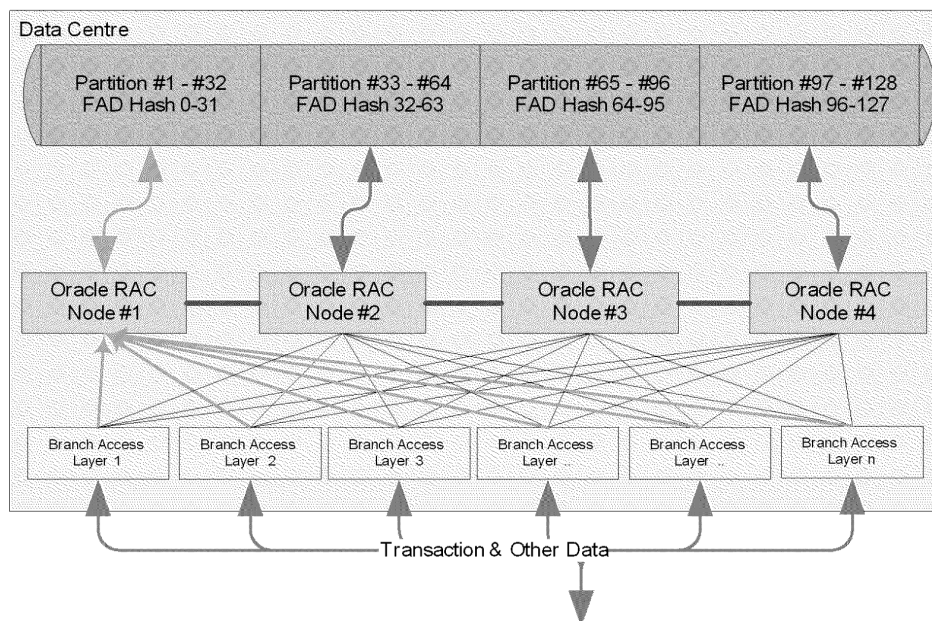 Data Centre
Partition #1 - #32
FAD Hash 0-31
Partition #33 - #64
FAD Hash 32-63
Partition #65 - #96
FAD Hash 64-95
Partition #97 - #128
FAD Hash 96-127
Oracle RAC
Node #1
Oracle RAC
Node #2
Oracle RAC
Node #3
Oracle RAC
Node #4
Branch Access
Layer 1
Branch Access
Layer 2
Branch Access
Layer 3
Branch Access
Layer ..
Branch Access
Layer ..
Branch Access
Layer n
Transaction & Other Data